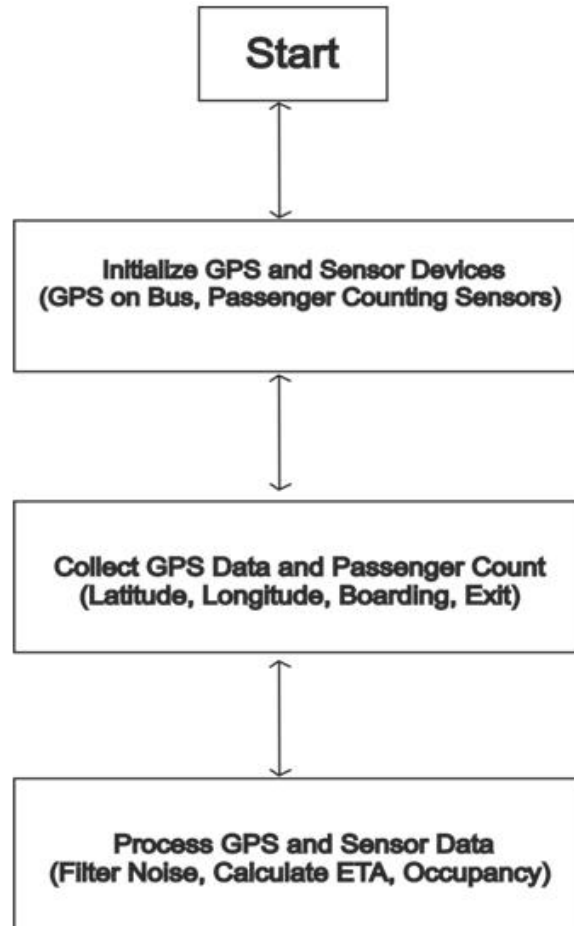 Start
Initialize GPS and Sensor Devices
(GPS on Bus, Passenger Counting Sensors)
Collect GPS Data and Passenger Count
(Latitude, Longitude, Boarding, Exit)
Process GPS and Sensor Data
(Filter Noise, Calculate ETA, Occupancy)